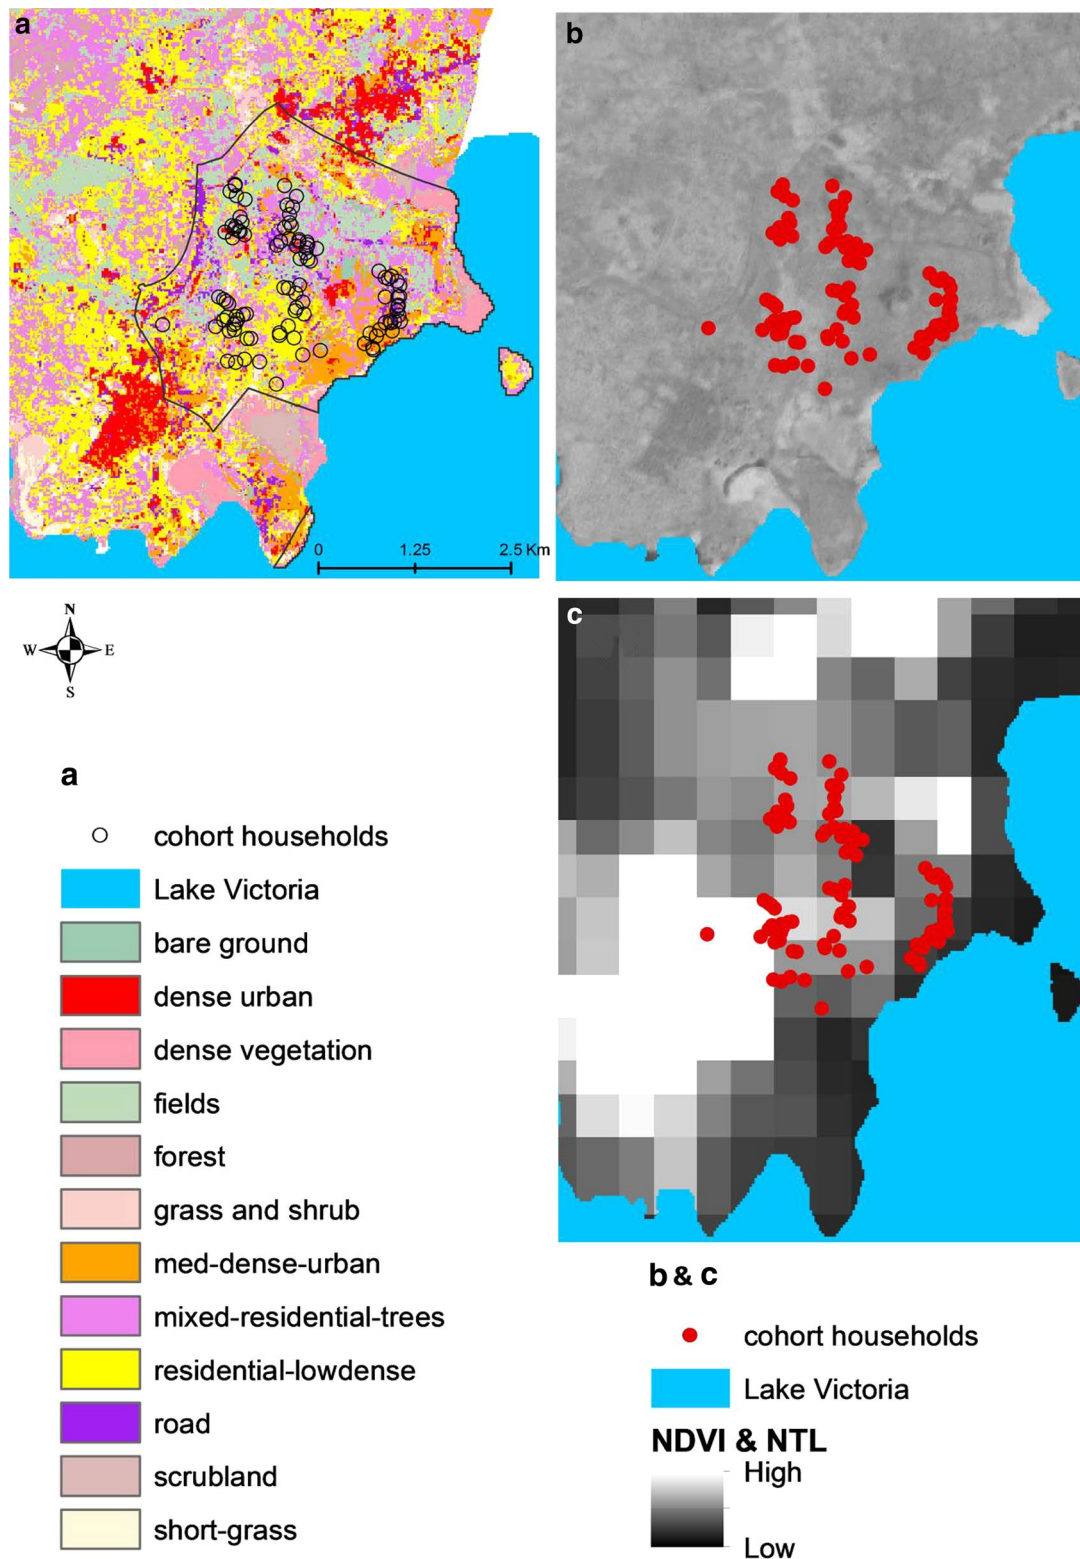 a
b
0 1.25 2.5 Km
N
W E
S
c
a
cohort households
Lake Victoria
bare ground
dense urban
dense vegetation
fields
forest
grass and shrub
med-dense-urban
mixed-residential-trees
residential-lowdense
road
scrubland
short-grass
b & c
cohort households
Lake Victoria
NDVI & NTL
High
Low